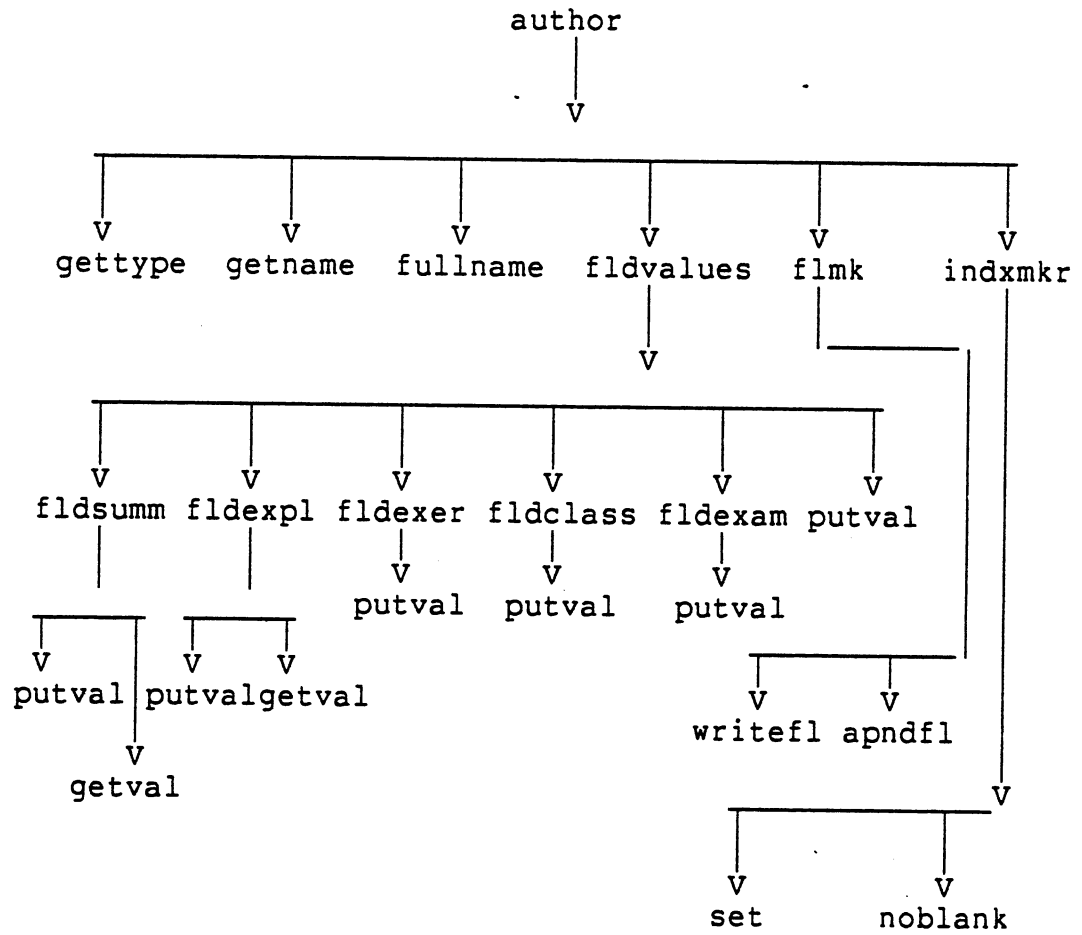 author
gettype getname fullname fldvalues flmk indxmkr
fldsumm fldexpl fldexer fldclass fldexam putval
putval putval putval
putval putvalgetval
writefl apndfl
getval
set noblank